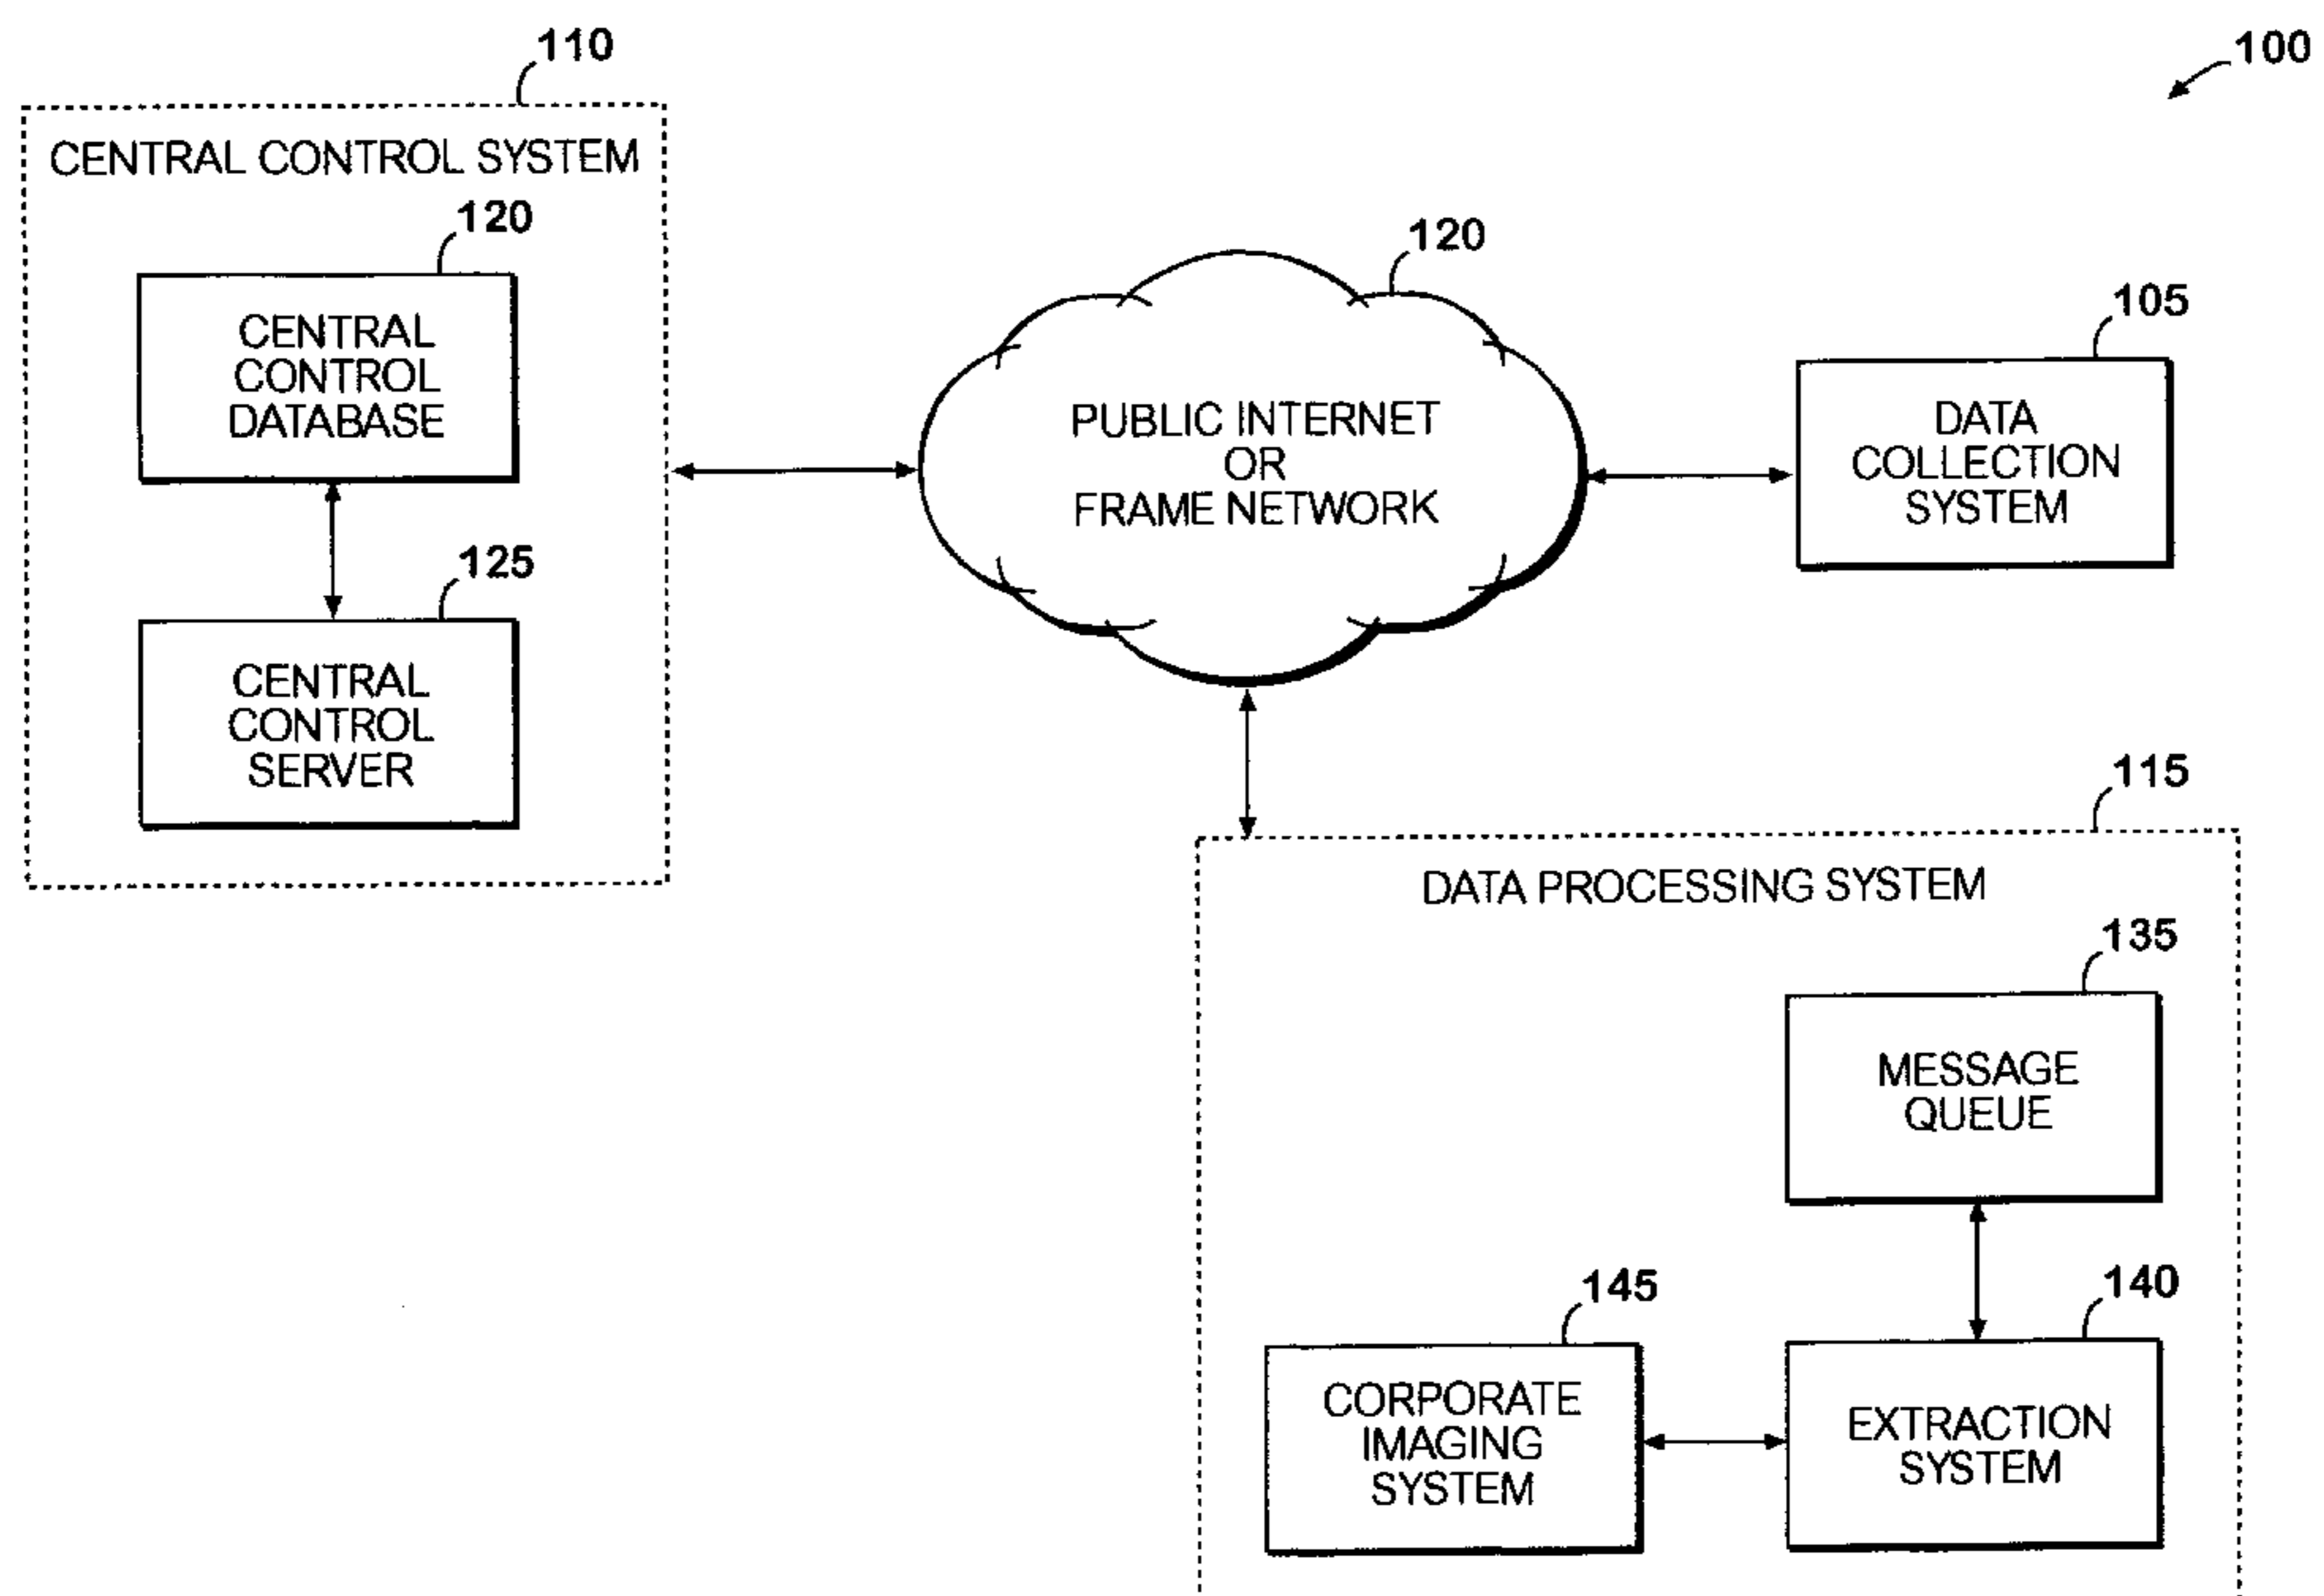 110
100
CENTRAL CONTROL SYSTEM
120
CENTRAL
CONTROL
DATABASE
125
CENTRAL
CONTROL
SERVER
120
PUBLIC INTERNET
OR
FRAME NETWORK
105
DATA
COLLECTION
SYSTEM
115
DATA PROCESSING SYSTEM
135
MESSAGE
QUEUE
145
CORPORATE
IMAGING
SYSTEM
140
EXTRACTION
SYSTEM